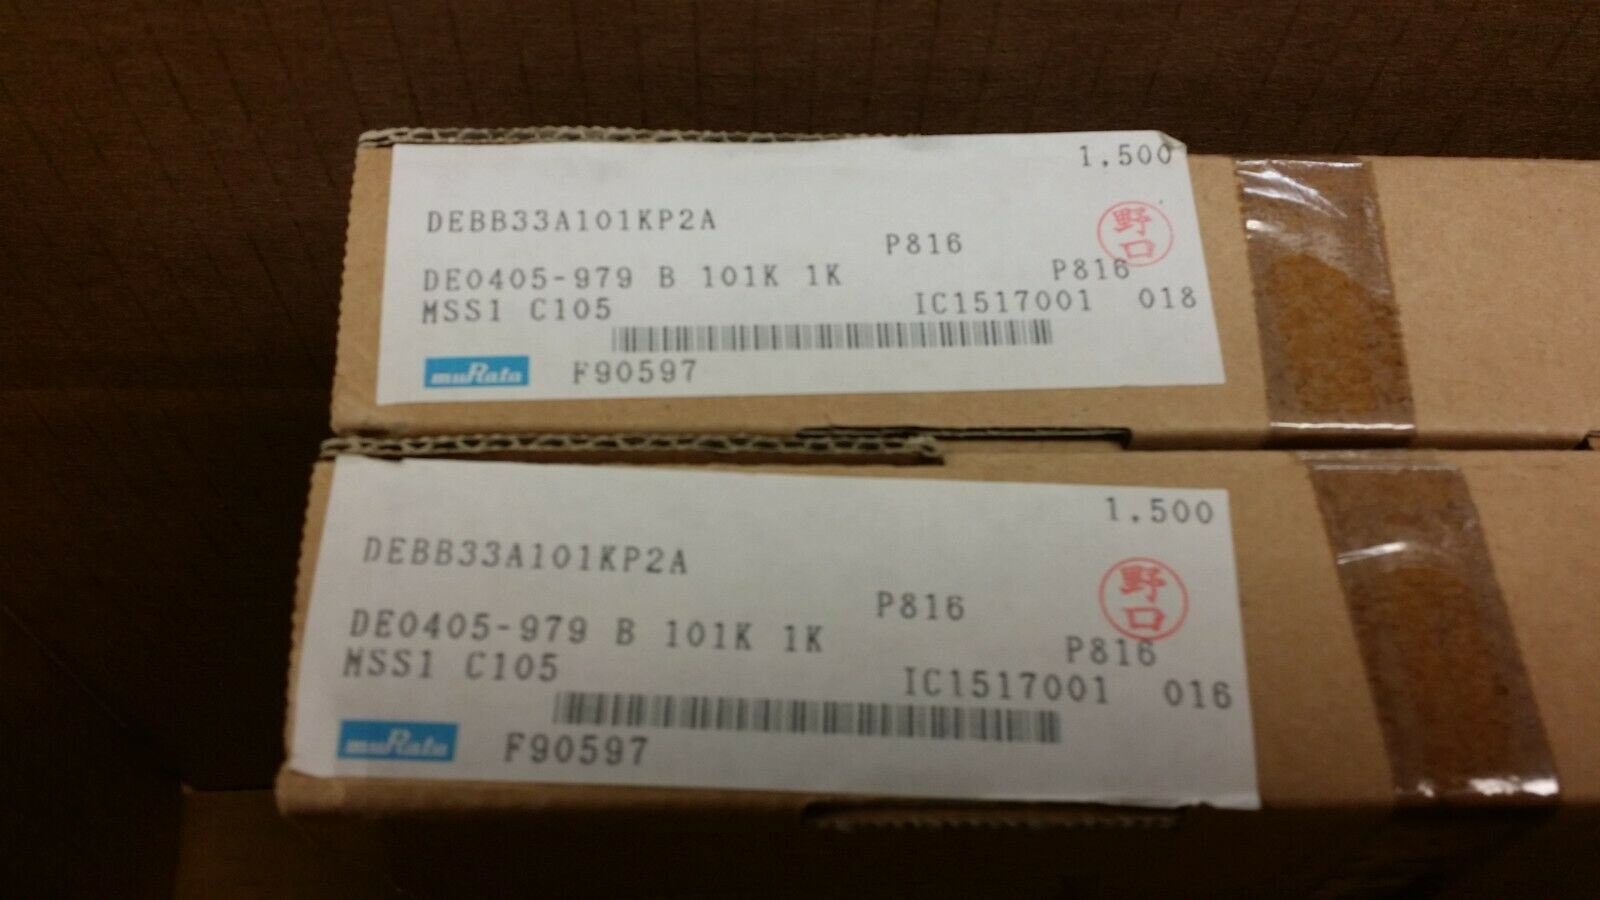 1,500
DEBB33A101KP2A
P816
野口
DE0405-979 B 101K 1K
P816
MSS1 C105
IC1517001 018
muRata
F90597
1,500
DEBB33A101KP2A
P816
野口
DE0405-979 B 101K 1K
P816
MSS1 C105
IC1517001 016
muRata
F90597